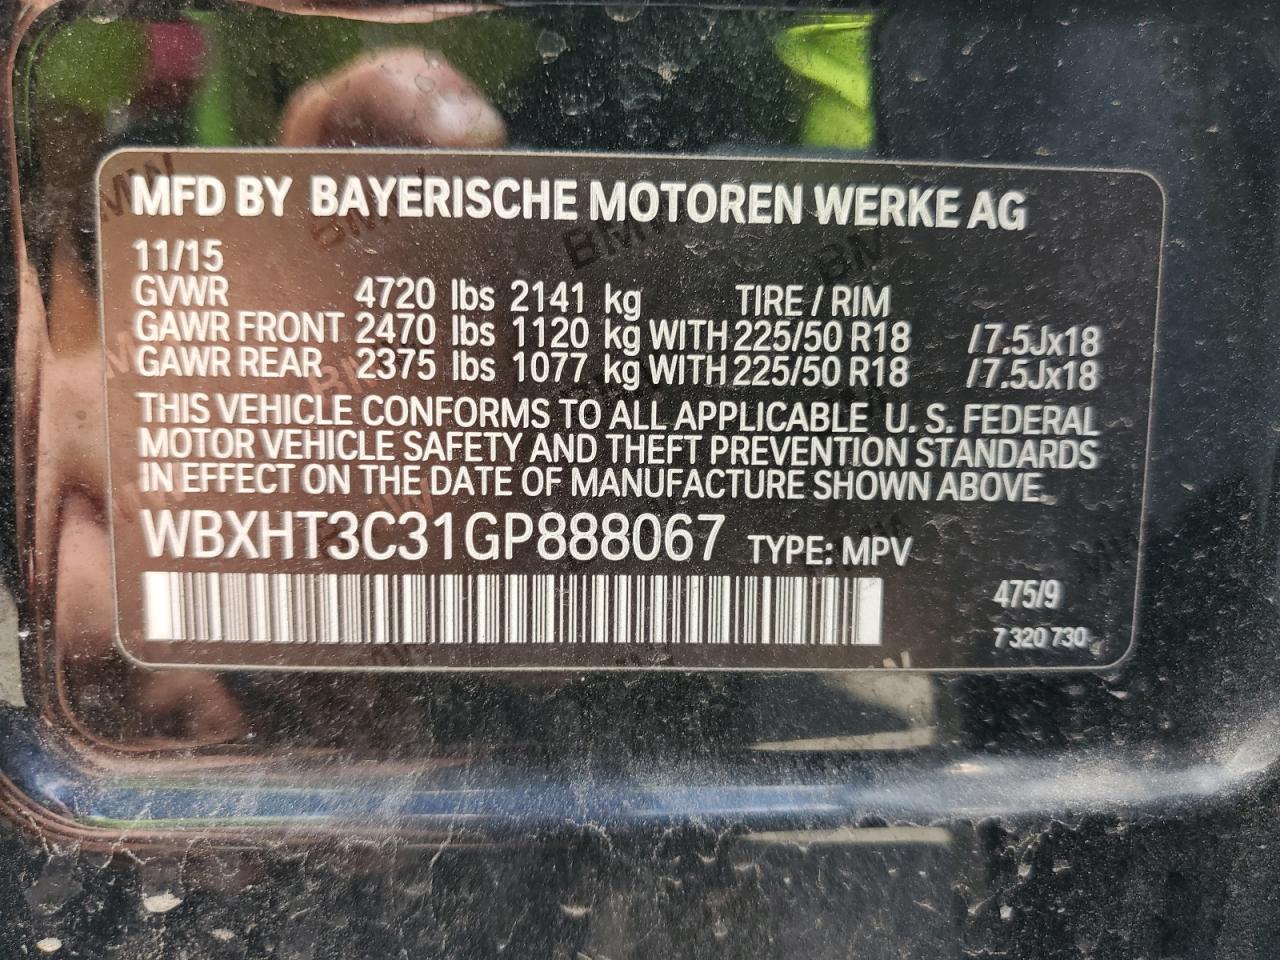 MFD BY BAYERISCHE MOTOREN WERKE AG
11/15
GVWR 4720 lbs 2141 kg TIRE / RIM
GAWR FRONT 2470 lbs 1120 kg WITH 225/50 R18 /7.5Jx18
GAWR REAR 2375 lbs 1077 kg WITH 225/50 R18 /7.5Jx18
THIS VEHICLE CONFORMS TO ALL APPLICABLE U. S. FEDERAL
MOTOR VEHICLE SAFETY AND THEFT PREVENTION STANDARDS
IN EFFECT ON THE DATE OF MANUFACTURE SHOWN ABOVE.
WBXHT3C31GP888067 TYPE: MPV
475/9
7 320 730